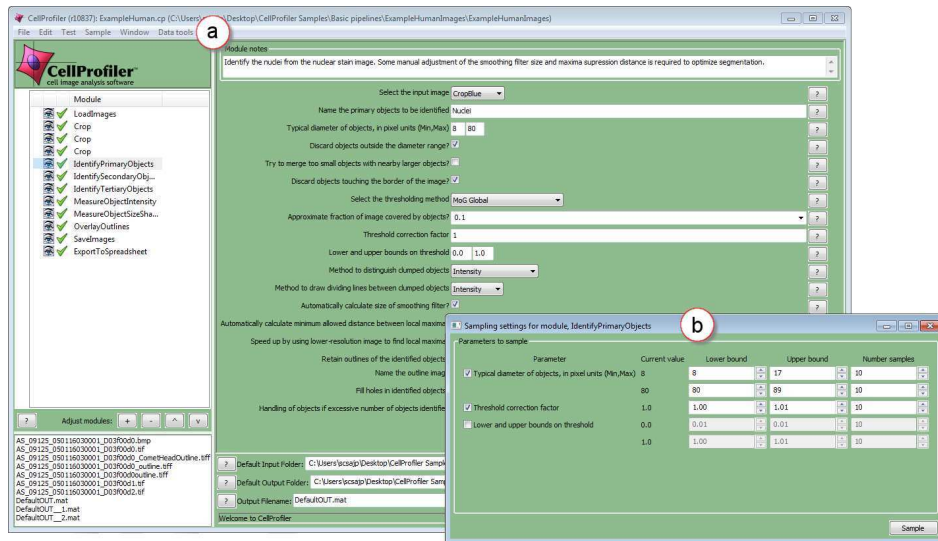 CellProfiler (r10837): ExampleHuman.cp (C:\Users\ \Desktop\CellProfiler Samples\Basic pipelines\ExampleHumanImages\ExampleHumanImages)
File Edit Test Sample Window Data tools
a
CellProfiler
cell image analysis software
Module
LoadImages
Crop
Crop
Crop
IdentifyPrimaryObjects
IdentifySecondaryObj...
IdentifyTertiaryObjects
MeasureObjectIntensity
MeasureObjectSizeSha...
OverlayOutlines
SaveImages
ExportToSpreadsheet
? Adjust modules: + - ^ v
AS_09125_050116030001_D03f00d0.bmp
AS_09125_050116030001_D03f00d0.tif
AS_09125_050116030001_D03f00d0_CometHeadOutline.tiff
AS_09125_050116030001_D03f00d0_outline.tiff
AS_09125_050116030001_D03f00d0outline.tiff
AS_09125_050116030001_D03f00d1.tif
AS_09125_050116030001_D03f00d2.tif
DefaultOUT.mat
DefaultOUT__1.mat
DefaultOUT__2.mat
Module notes
Identify the nuclei from the nuclear stain image. Some manual adjustment of the smoothing filter size and maxima supression distance is required to optimize segmentation.
Select the input image CropBlue ?
Name the primary objects to be identified Nuclei ?
Typical diameter of objects, in pixel units (Min,Max) 8 80 ?
Discard objects outside the diameter range? ?
Try to merge too small objects with nearby larger objects? ?
Discard objects touching the border of the image? ?
Select the thresholding method MoG Global ?
Approximate fraction of image covered by objects? 0.1 ?
Threshold correction factor 1 ?
Lower and upper bounds on threshold 0.0 1.0 ?
Method to distinguish clumped objects Intensity ?
Method to draw dividing lines between clumped objects Intensity ?
Automatically calculate size of smoothing filter? ?
Automatically calculate minimum allowed distance between local maxima
Speed up by using lower-resolution image to find local maxima
Retain outlines of the identified objects
Name the outline imag
Fill holes in identified objects
Handling of objects if excessive number of objects identifie
? Default Input Folder: C:\Users\scsajp\Desktop\CellProfiler Sampl
? Default Output Folder: C:\Users\scsajp\Desktop\CellProfiler Sam
? Output Filename: DefaultOUT.mat
Welcome to CellProfiler
Sampling settings for module, IdentifyPrimaryObjects
b
Parameters to sample
Parameter Current value Lower bound Upper bound Number samples
Typical diameter of objects, in pixel units (Min,Max) 8 8 17 10
80 80 89 10
Threshold correction factor 1.0 1.00 1.01 10
Lower and upper bounds on threshold 0.0 0.01 0.01 10
1.0 1.00 1.01 10
Sample